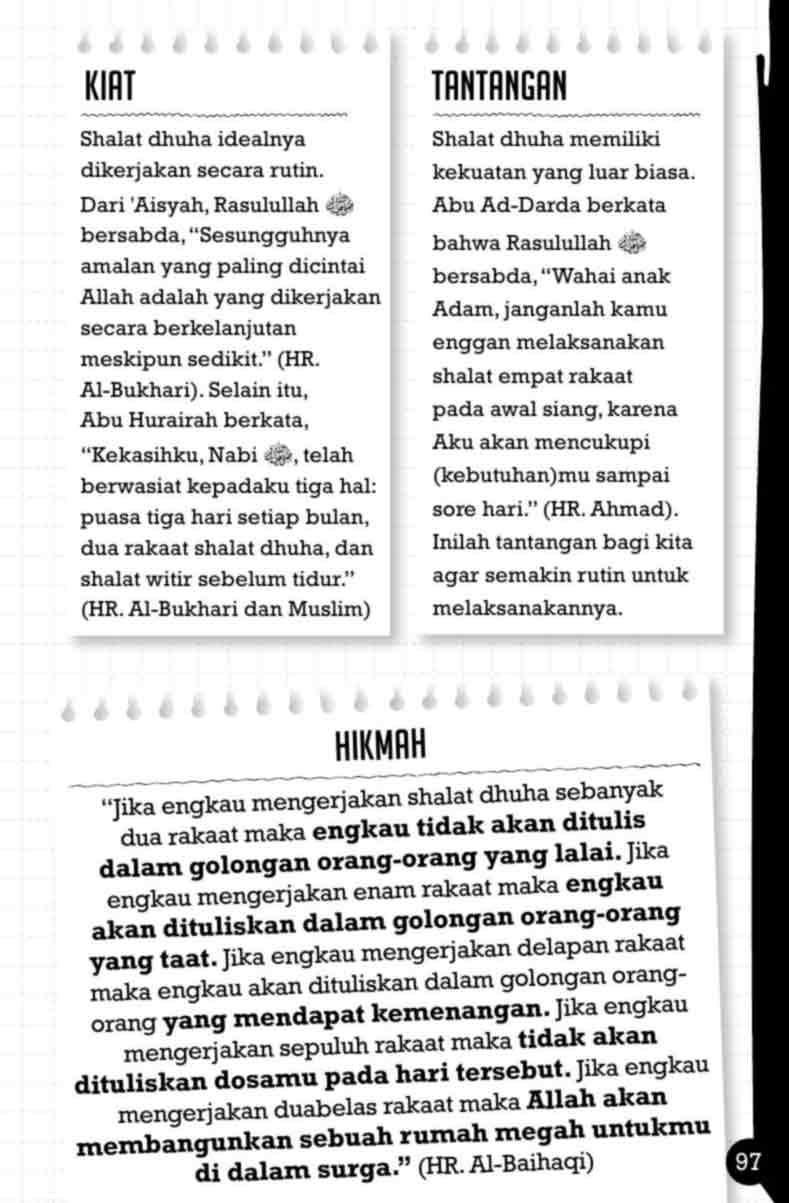 KIAT
Shalat dhuha idealnya
dikerjakan secara rutin.
Dari 'Aisyah, Rasulullah ﷺ
bersabda, “Sesungguhnya
amalan yang paling dicintai
Allah adalah yang dikerjakan
secara berkelanjutan
meskipun sedikit.” (HR.
Al-Bukhari). Selain itu,
Abu Hurairah berkata,
“Kekasihku, Nabi ﷺ, telah
berwasiat kepadaku tiga hal:
puasa tiga hari setiap bulan,
dua rakaat shalat dhuha, dan
shalat witir sebelum tidur.”
(HR. Al-Bukhari dan Muslim)
TANTANGAN
Shalat dhuha memiliki
kekuatan yang luar biasa.
Abu Ad-Darda berkata
bahwa Rasulullah ﷺ
bersabda, “Wahai anak
Adam, janganlah kamu
enggan melaksanakan
shalat empat rakaat
pada awal siang, karena
Aku akan mencukupi
(kebutuhan)mu sampai
sore hari.” (HR. Ahmad).
Inilah tantangan bagi kita
agar semakin rutin untuk
melaksanakannya.
HIKMAH
“Jika engkau mengerjakan shalat dhuha sebanyak
dua rakaat maka engkau tidak akan ditulis
dalam golongan orang-orang yang lalai. Jika
engkau mengerjakan enam rakaat maka engkau
akan dituliskan dalam golongan orang-orang
yang taat. Jika engkau mengerjakan delapan rakaat
maka engkau akan dituliskan dalam golongan orang-
orang yang mendapat kemenangan. Jika engkau
mengerjakan sepuluh rakaat maka tidak akan
dituliskan dosamu pada hari tersebut. Jika engkau
mengerjakan duabelas rakaat maka Allah akan
membangunkan sebuah rumah megah untukmu
di dalam surga.” (HR. Al-Baihaqi)
97